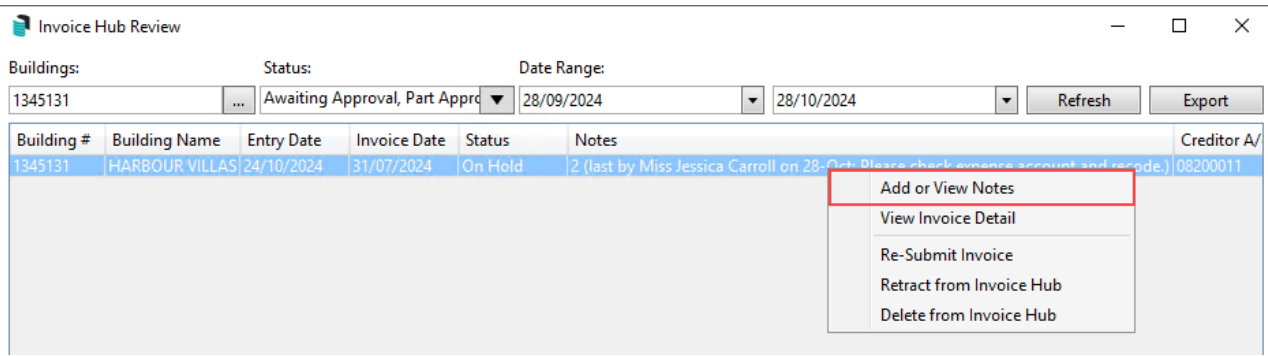 Invoice Hub Review
Buildings: Status: Date Range:
1345131 ... Awaiting Approval, Part Appro 28/09/2024 28/10/2024 Refresh Export
Building # Building Name Entry Date Invoice Date Status Notes Creditor A/
1345131 HARBOUR VILLAS 24/10/2024 31/07/2024 On Hold 2 (last by Miss Jessica Carroll on 28-Oct: Please check expense account and recode.) 08200011
Add or View Notes
View Invoice Detail
Re-Submit Invoice
Retract from Invoice Hub
Delete from Invoice Hub